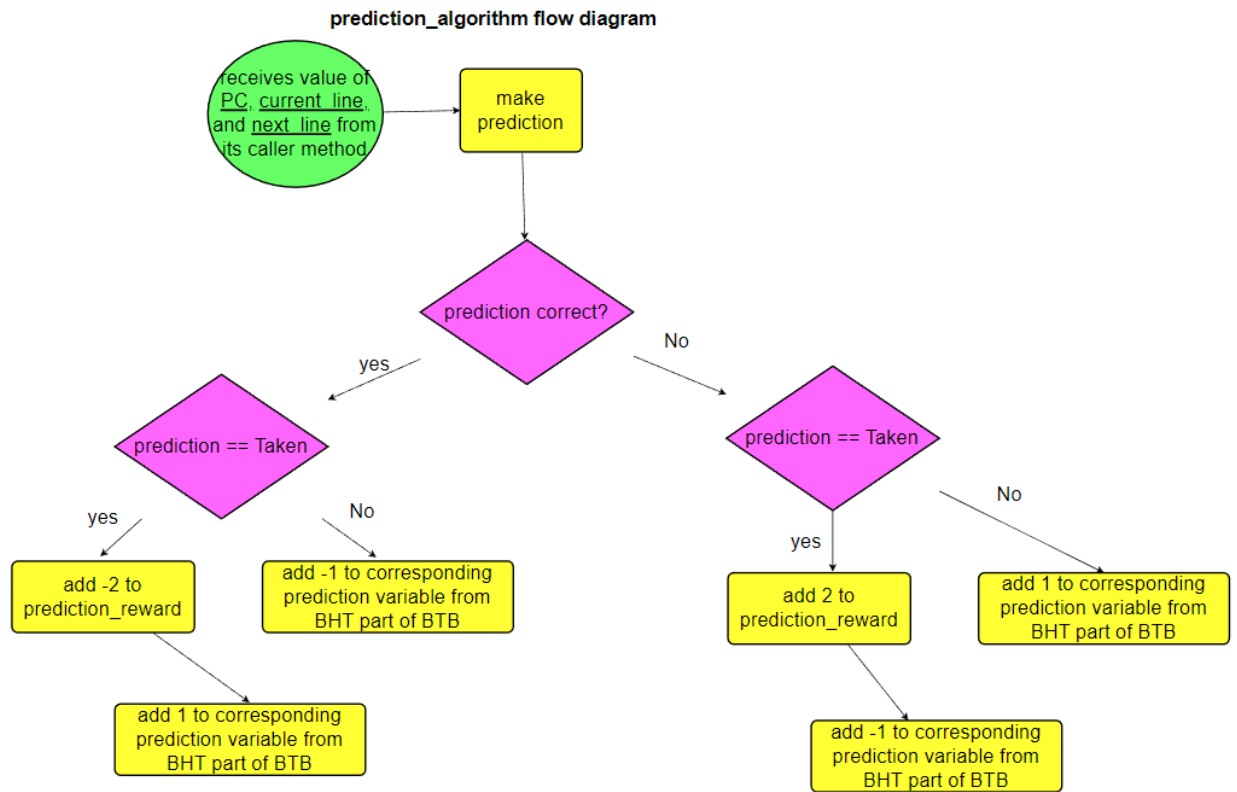 prediction_algorithm flow diagram
receives value of
PC, current_line,
and next_line from
its caller method
make
prediction
prediction correct?
yes
No
prediction == Taken
prediction == Taken
yes
No
yes
No
add -2 to
prediction_reward
add -1 to corresponding
prediction variable from
BHT part of BTB
add 2 to
prediction_reward
add 1 to corresponding
prediction variable from
BHT part of BTB
add 1 to corresponding
prediction variable from
BHT part of BTB
add -1 to corresponding
prediction variable from
BHT part of BTB